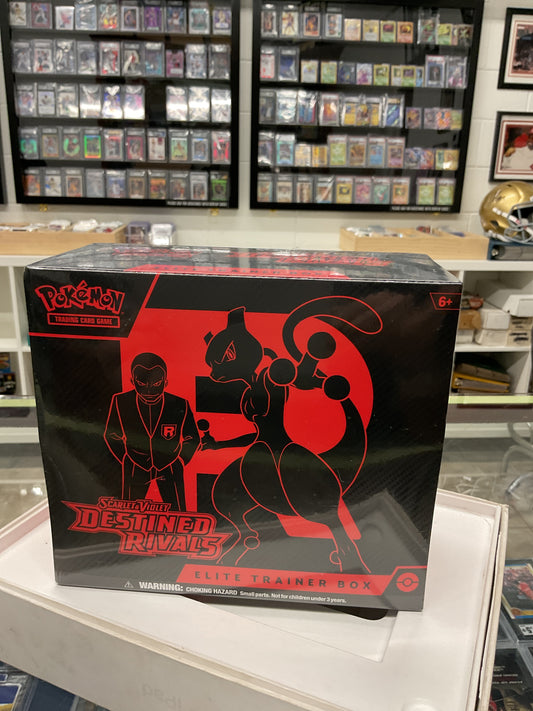 POKéMON
TRADING CARD GAME
6+
R
SCARLET & VIOLET
DESTINED
RIVALS
ELITE TRAINER BOX
WARNING: CHOKING HAZARD Small parts. Not for children under 3 years.
iPad